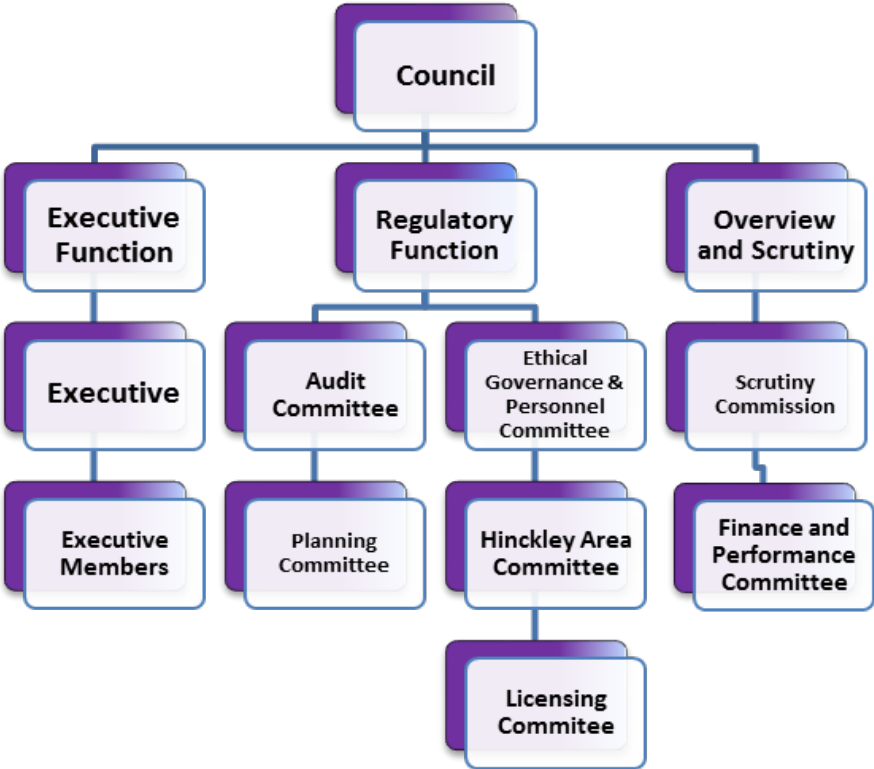 Council
Executive
Function
Regulatory
Function
Overview
and Scrutiny
Executive
Audit
Committee
Ethical
Governance &
Personnel
Committee
Scrutiny
Commission
Executive
Members
Planning
Committee
Hinckley Area
Committee
Finance and
Performance
Committee
Licensing
Commitee